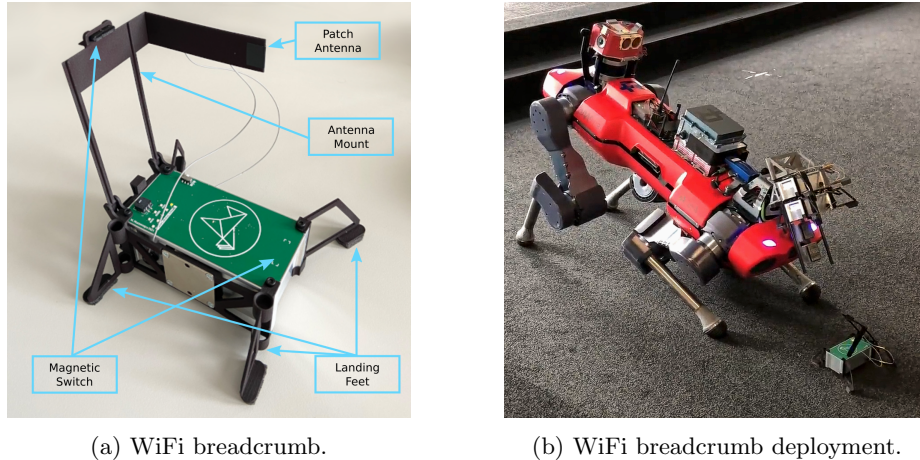 Patch
Antenna
Antenna
Mount
Magnetic
Switch
Landing
Feet
(a) WiFi breadcrumb.
(b) WiFi breadcrumb deployment.